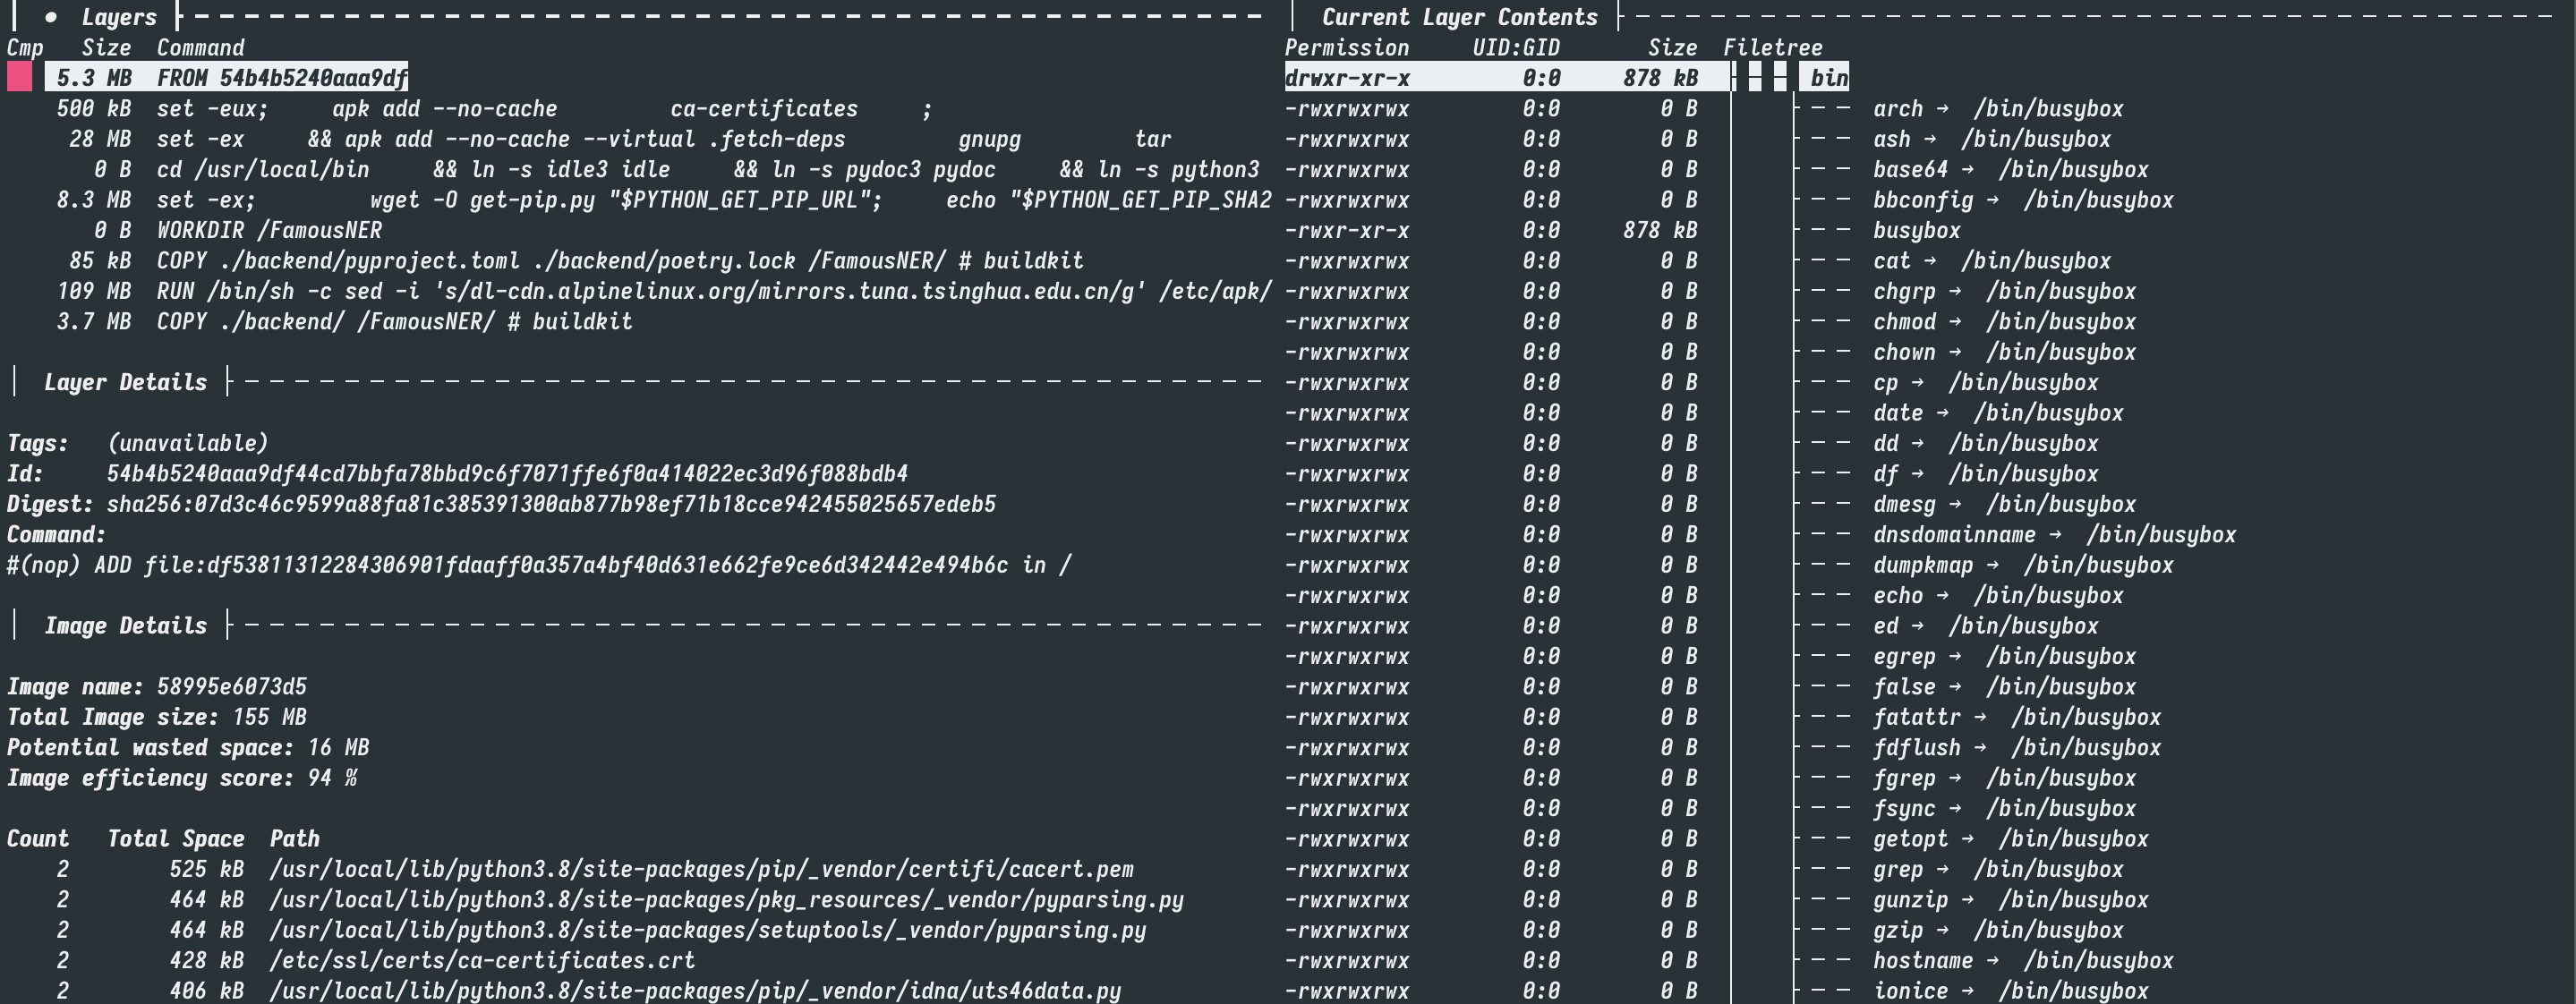 ● Layers
Cmp Size Command
5.3 MB FROM 54b4b5240aaa9df
500 kB set -eux; apk add --no-cache ca-certificates ;
28 MB set -ex && apk add --no-cache --virtual .fetch-deps gnupg tar
0 B cd /usr/local/bin && ln -s idle3 idle && ln -s pydoc3 pydoc && ln -s python3
8.3 MB set -ex; wget -O get-pip.py "$PYTHON_GET_PIP_URL"; echo "$PYTHON_GET_PIP_SHA2
0 B WORKDIR /FamousNER
85 kB COPY ./backend/pyproject.toml ./backend/poetry.lock /FamousNER/ # buildkit
109 MB RUN /bin/sh -c sed -i 's/dl-cdn.alpinelinux.org/mirrors.tuna.tsinghua.edu.cn/g' /etc/apk/
3.7 MB COPY ./backend/ /FamousNER/ # buildkit
Layer Details
Tags: (unavailable)
Id: 54b4b5240aaa9df44cd7bbfa78bbd9c6f7071ffe6f0a414022ec3d96f088bdb4
Digest: sha256:07d3c46c9599a88fa81c385391300ab877b98ef71b18cce942455025657edeb5
Command:
#(nop) ADD file:df53811312284306901fdaaff0a357a4bf40d631e662fe9ce6d342442e494b6c in /
Image Details
Image name: 58995e6073d5
Total Image size: 155 MB
Potential wasted space: 16 MB
Image efficiency score: 94 %
Count Total Space Path
2 525 kB /usr/local/lib/python3.8/site-packages/pip/_vendor/certifi/cacert.pem
2 464 kB /usr/local/lib/python3.8/site-packages/pkg_resources/_vendor/pyparsing.py
2 464 kB /usr/local/lib/python3.8/site-packages/setuptools/_vendor/pyparsing.py
2 428 kB /etc/ssl/certs/ca-certificates.crt
2 406 kB /usr/local/lib/python3.8/site-packages/pip/_vendor/idna/uts46data.py
Current Layer Contents
Permission UID:GID Size Filetree
drwxr-xr-x 0:0 878 kB bin
-rwxrwxrwx 0:0 0 B arch → /bin/busybox
-rwxrwxrwx 0:0 0 B ash → /bin/busybox
-rwxrwxrwx 0:0 0 B base64 → /bin/busybox
-rwxrwxrwx 0:0 0 B bbconfig → /bin/busybox
-rwxr-xr-x 0:0 878 kB busybox
-rwxrwxrwx 0:0 0 B cat → /bin/busybox
-rwxrwxrwx 0:0 0 B chgrp → /bin/busybox
-rwxrwxrwx 0:0 0 B chmod → /bin/busybox
-rwxrwxrwx 0:0 0 B chown → /bin/busybox
-rwxrwxrwx 0:0 0 B cp → /bin/busybox
-rwxrwxrwx 0:0 0 B date → /bin/busybox
-rwxrwxrwx 0:0 0 B dd → /bin/busybox
-rwxrwxrwx 0:0 0 B df → /bin/busybox
-rwxrwxrwx 0:0 0 B dmesg → /bin/busybox
-rwxrwxrwx 0:0 0 B dnsdomainname → /bin/busybox
-rwxrwxrwx 0:0 0 B dumpkmap → /bin/busybox
-rwxrwxrwx 0:0 0 B echo → /bin/busybox
-rwxrwxrwx 0:0 0 B ed → /bin/busybox
-rwxrwxrwx 0:0 0 B egrep → /bin/busybox
-rwxrwxrwx 0:0 0 B false → /bin/busybox
-rwxrwxrwx 0:0 0 B fatattr → /bin/busybox
-rwxrwxrwx 0:0 0 B fdflush → /bin/busybox
-rwxrwxrwx 0:0 0 B fgrep → /bin/busybox
-rwxrwxrwx 0:0 0 B fsync → /bin/busybox
-rwxrwxrwx 0:0 0 B getopt → /bin/busybox
-rwxrwxrwx 0:0 0 B grep → /bin/busybox
-rwxrwxrwx 0:0 0 B gunzip → /bin/busybox
-rwxrwxrwx 0:0 0 B gzip → /bin/busybox
-rwxrwxrwx 0:0 0 B hostname → /bin/busybox
-rwxrwxrwx 0:0 0 B ionice → /bin/busybox